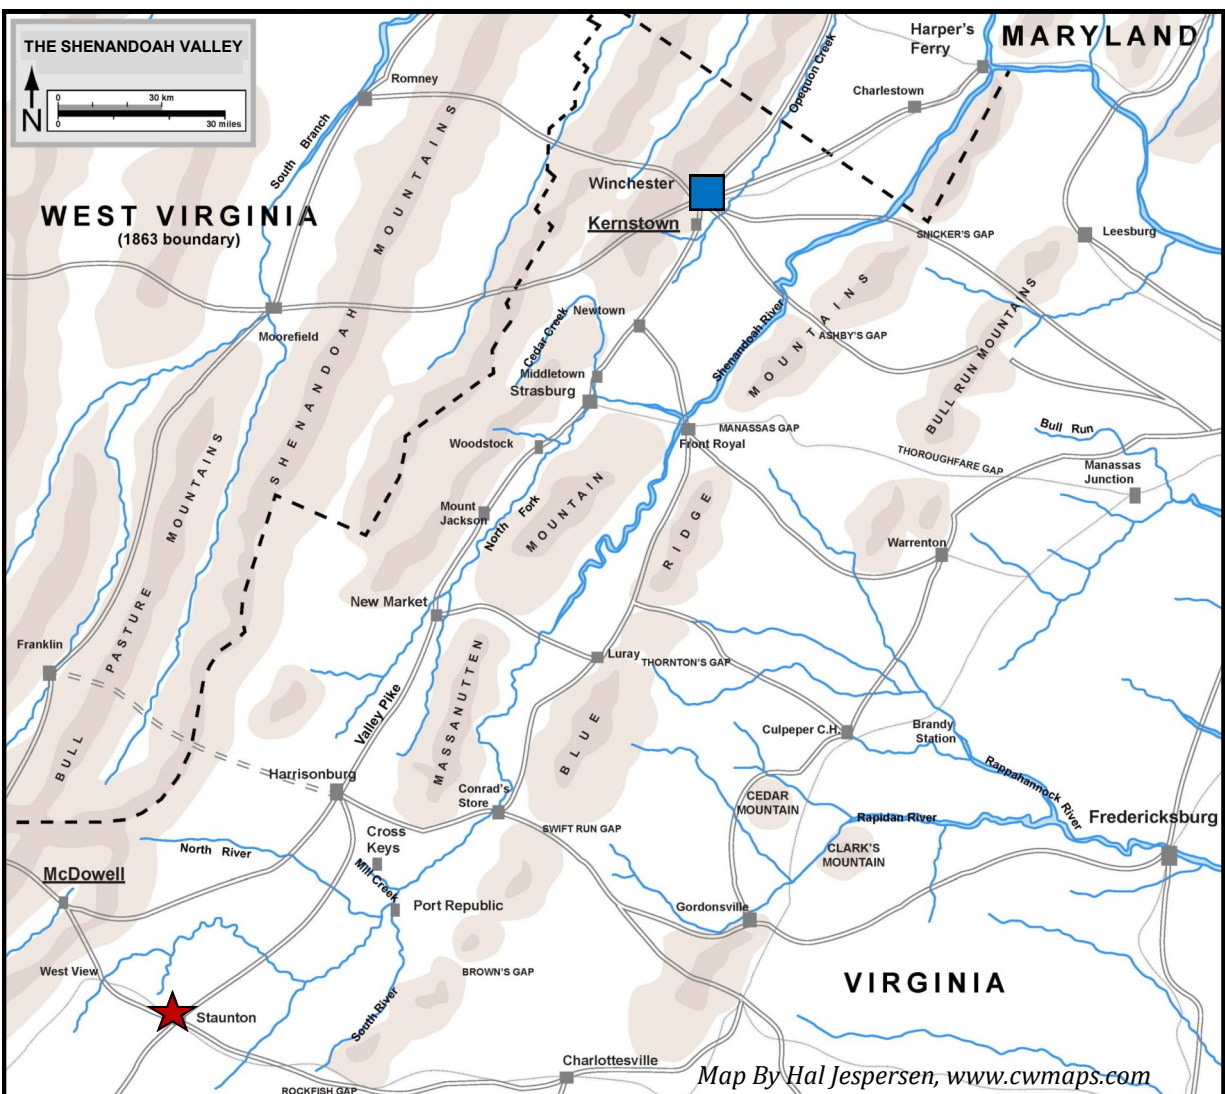 THE SHENANDOAH VALLEY
N
0
30 km
0
30 miles
Romney
South Branch
WEST VIRGINIA
(1863 boundary)
Moorefield
SHENANDOAH MOUNTAINS
Opequon Creek
Harper's
Ferry
MARYLAND
Charlestown
Winchester
Kernstown
SNICKER'S GAP
Leesburg
Newtown
Cedar Creek
Middletown
Strasburg
Shenandoah River
MOUNTAINS
ASHBY'S GAP
BULL RUN MOUNTAINS
Woodstock
Front Royal
MANASSAS GAP
THOROUGHFARE GAP
Bull Run
Manassas
Junction
Mount
Jackson
North Fork
MOUNTAIN
RIDGE
Warrenton
New Market
Franklin
BULL PASTURE MOUNTAINS
Luray
THORNTON'S GAP
Valley Pike
MASSANUTTEN
BLUE
Culpeper C.H.
Brandy
Station
Rappahannock River
Harrisonburg
Conrad's
Store
SWIFT RUN GAP
CEDAR
MOUNTAIN
Rapidan River
CLARK'S
MOUNTAIN
Fredericksburg
Cross
Keys
North River
Mill Creek
McDowell
Port Republic
Gordonsville
West View
BROWN'S GAP
VIRGINIA
Staunton
South River
Charlottesville
ROCKFISH GAP
Map By Hal Jespersen, www.cwmaps.com